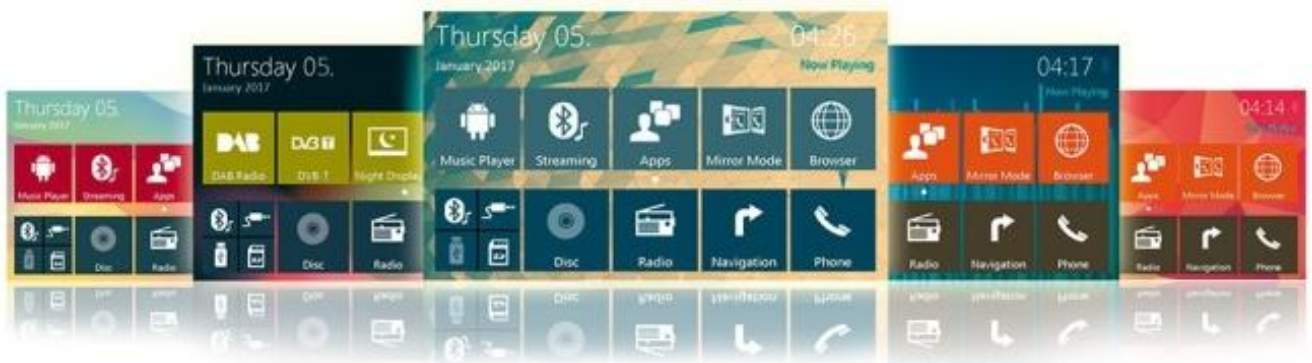 Thursday 05.
January 2017
Music Player Streaming Apps
Disc Radio
Thursday 05.
January 2017
DAB
DAB Radio
DVB T
DVB-T
Night Displa
Disc Radio
Thursday 05.
January 2017
04:26
Now Playing
Music Player Streaming Apps Mirror Mode Browser
Disc Radio Navigation Phone
04:17
Now Playing
Apps Mirror Mode Browser
Radio Navigation Phone
04:14
Apps Mirror Mode Browser
Radio Navigation Phone